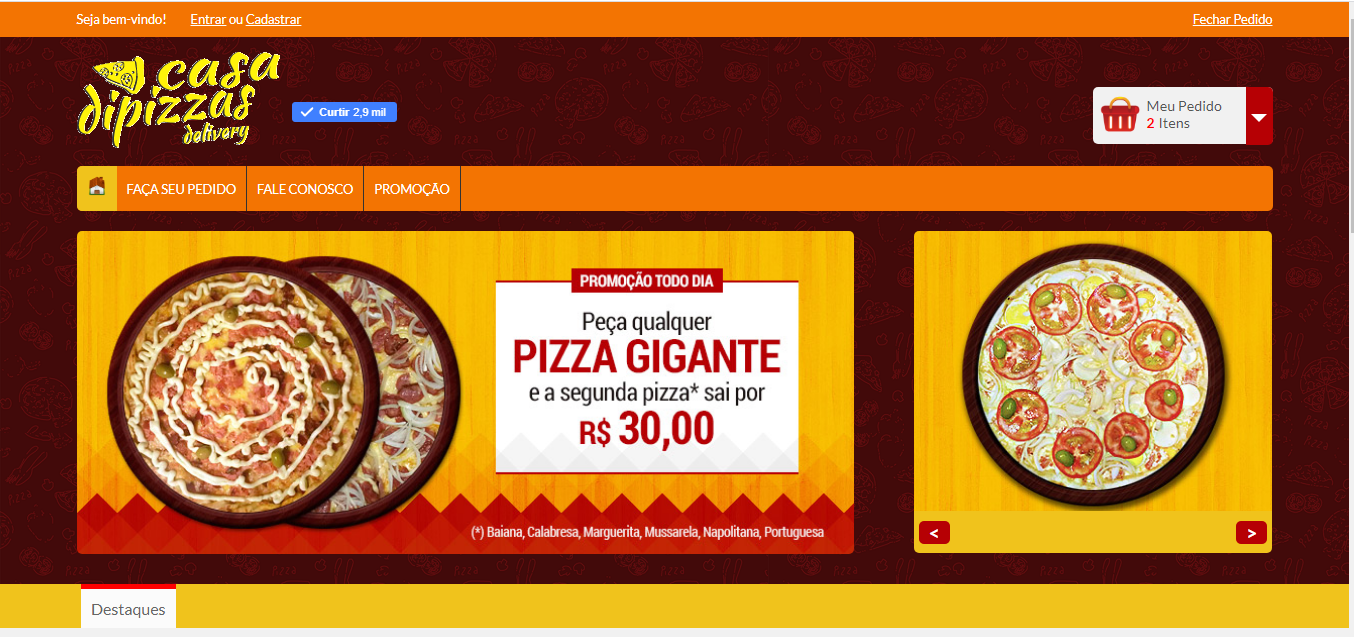 Seja bem-vindo! Entrar ou Cadastrar
Fechar Pedido
casa
dipizzas
delivery
Curtir 2,9 mil
Meu Pedido
2 Itens
FAÇA SEU PEDIDO
FALE CONOSCO
PROMOÇÃO
PROMOÇÃO TODO DIA
Peça qualquer
PIZZA GIGANTE
e a segunda pizza* sai por
R$ 30,00
(*) Baiana, Calabresa, Marguerita, Mussarela, Napolitana, Portuguesa
< >
Destaques